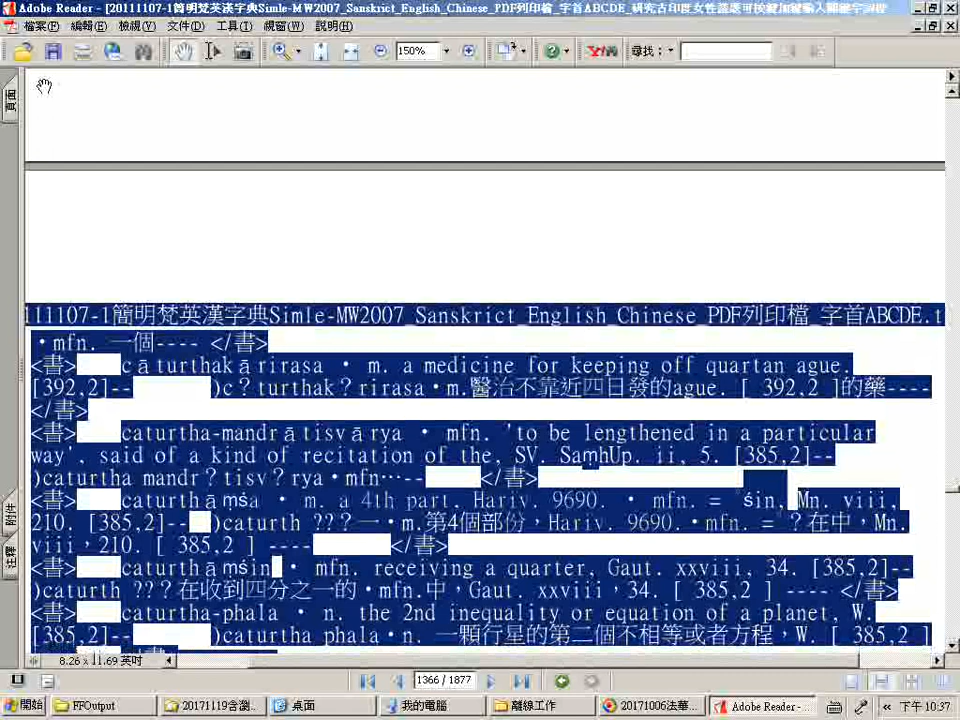 Adobe Reader - [20111107-1簡明梵英漢字典Simle-MW2007_Sanskrict_English_Chinese_PDF列印檔_字首ABCDE_研究古印度女性
檔案(F) 編輯(E) 檢視(V) 文件(D) 工具(T) 視窗(W) 說明(H)
150% 尋找:
頁面
111107-1簡明梵英漢字典Simle-MW2007_Sanskrict_English_Chinese_PDF列印檔_字首ABCDE.t
•mfn. 一個---- </書>
<書> cāturthakārirasa • m. a medicine for keeping off quartan ague.
[392,2]-- )c？turthak？rirasa•m.醫治不靠近四日發的ague. [ 392,2 ]的藥----
</書>
<書> caturtha-mandrātisvārya • mfn. 'to be lengthened in a particular
way', said of a kind of recitation of the, SV. SaṃhUp. ii, 5. [385,2]--
)caturtha mandr？tisv？rya•mfn⋯-- </書>
<書> caturthāṃśa • m. a 4th part, Hariv. 9690. • mfn. = °śin, Mn. viii,
210. [385,2]-- )caturth ???一•m.第4個部份，Hariv. 9690.•mfn. = ？在中，Mn.
viii，210. [ 385,2 ] ---- </書>
<書> caturthāṃśin • mfn. receiving a quarter, Gaut. xxviii, 34. [385,2]--
)caturth ???在收到四分之一的•mfn.中，Gaut. xxviii，34. [ 385,2 ] ---- </書>
<書> caturtha-phala • n. the 2nd inequality or equation of a planet, W.
[385,2]-- )caturtha phala•n. 一顆行星的第二個不相等或者方程，W. [ 385,2 ]
附件
注釋
8.26 x 11.69 英吋
1366 / 1877
開始 FFOutput 20171119含瀏.. 桌面 我的電腦 離線工作 20171006法華... Adobe Reader - [... 下午 10:37